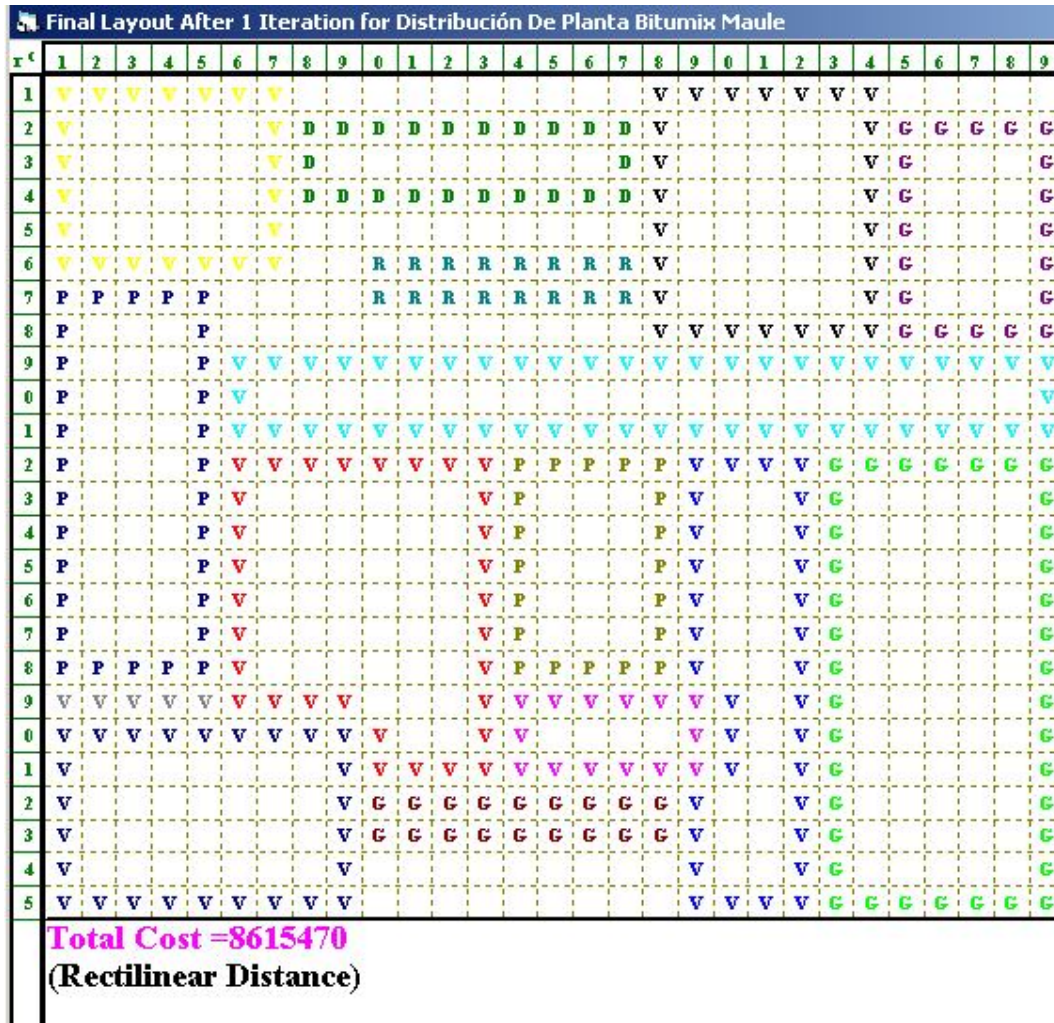 Final Layout After 1 Iteration for Distribución De Planta Bitumix Maule
r c 1 2 3 4 5 6 7 8 9 0 1 2 3 4 5 6 7 8 9 0 1 2 3 4 5 6 7 8 9
1 V V V V V V V V V V V V V V
2 V V D D D D D D D D D D V V G G G G G
3 V V D D V V G G
4 V V D D D D D D D D D D V V G G
5 V V V V G G
6 V V V V V V V R R R R R R R R V V G G
7 P P P P P R R R R R R R R V V G G
8 P P V V V V V V V G G G G G
9 P P V V V V V V V V V V V V V V V V V V V V V V V V
0 P P V V
1 P P V V V V V V V V V V V V V V V V V V V V V V V V
2 P P V V V V V V V V P P P P P V V V V G G G G G G G
3 P P V V P P V V G G
4 P P V V P P V V G G
5 P P V V P P V V G G
6 P P V V P P V V G G
7 P P V V P P V V G G
8 P P P P P V V P P P P P V V G G
9 V V V V V V V V V V V V V V V V V V G G
0 V V V V V V V V V V V V V V V G G
1 V V V V V V V V V V V V V V G G
2 V V G G G G G G G G G V V G G
3 V V G G G G G G G G G V V G G
4 V V V V G G
5 V V V V V V V V V V V V V G G G G G G G
Total Cost =8615470
(Rectilinear Distance)